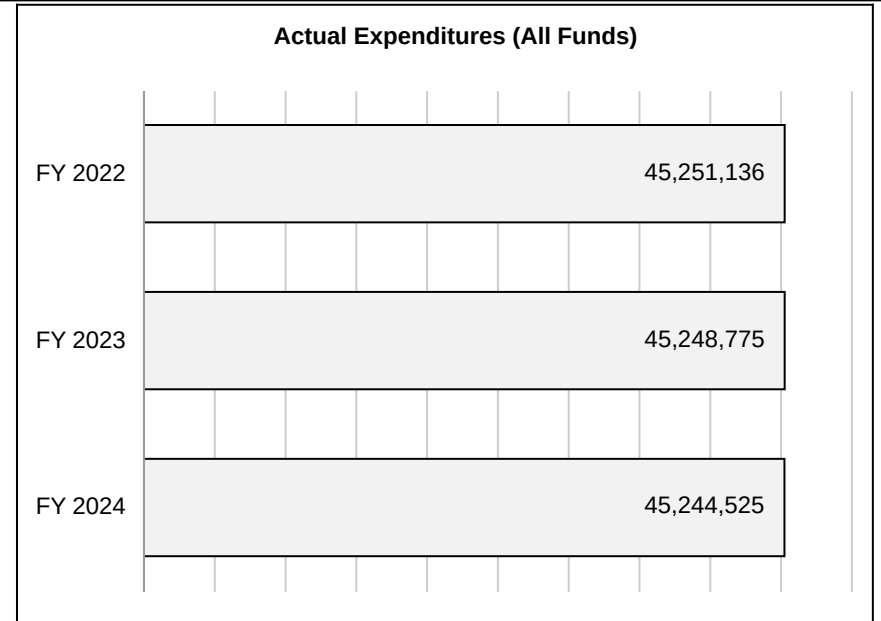 Actual Expenditures (All Funds)
FY 2022 45,251,136
FY 2023 45,248,775
FY 2024 45,244,525